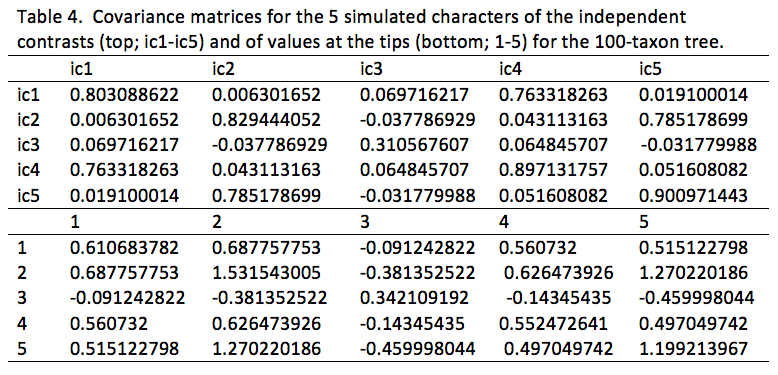 Table 4.  Covariance matrices for the 5 simulated characters of the independent
contrasts (top; ic1-ic5) and of values at the tips (bottom; 1-5) for the 100-taxon tree.
ic1 ic2 ic3 ic4 ic5
ic1 0.803088622 0.006301652 0.069716217 0.763318263 0.019100014
ic2 0.006301652 0.829444052 -0.037786929 0.043113163 0.785178699
ic3 0.069716217 -0.037786929 0.310567607 0.064845707 -0.031779988
ic4 0.763318263 0.043113163 0.064845707 0.897131757 0.051608082
ic5 0.019100014 0.785178699 -0.031779988 0.051608082 0.900971443
1 2 3 4 5
1 0.610683782 0.687757753 -0.091242822 0.560732 0.515122798
2 0.687757753 1.531543005 -0.381352522 0.626473926 1.270220186
3 -0.091242822 -0.381352522 0.342109192 -0.14345435 -0.459998044
4 0.560732 0.626473926 -0.14345435 0.552472641 0.497049742
5 0.515122798 1.270220186 -0.459998044 0.497049742 1.199213967